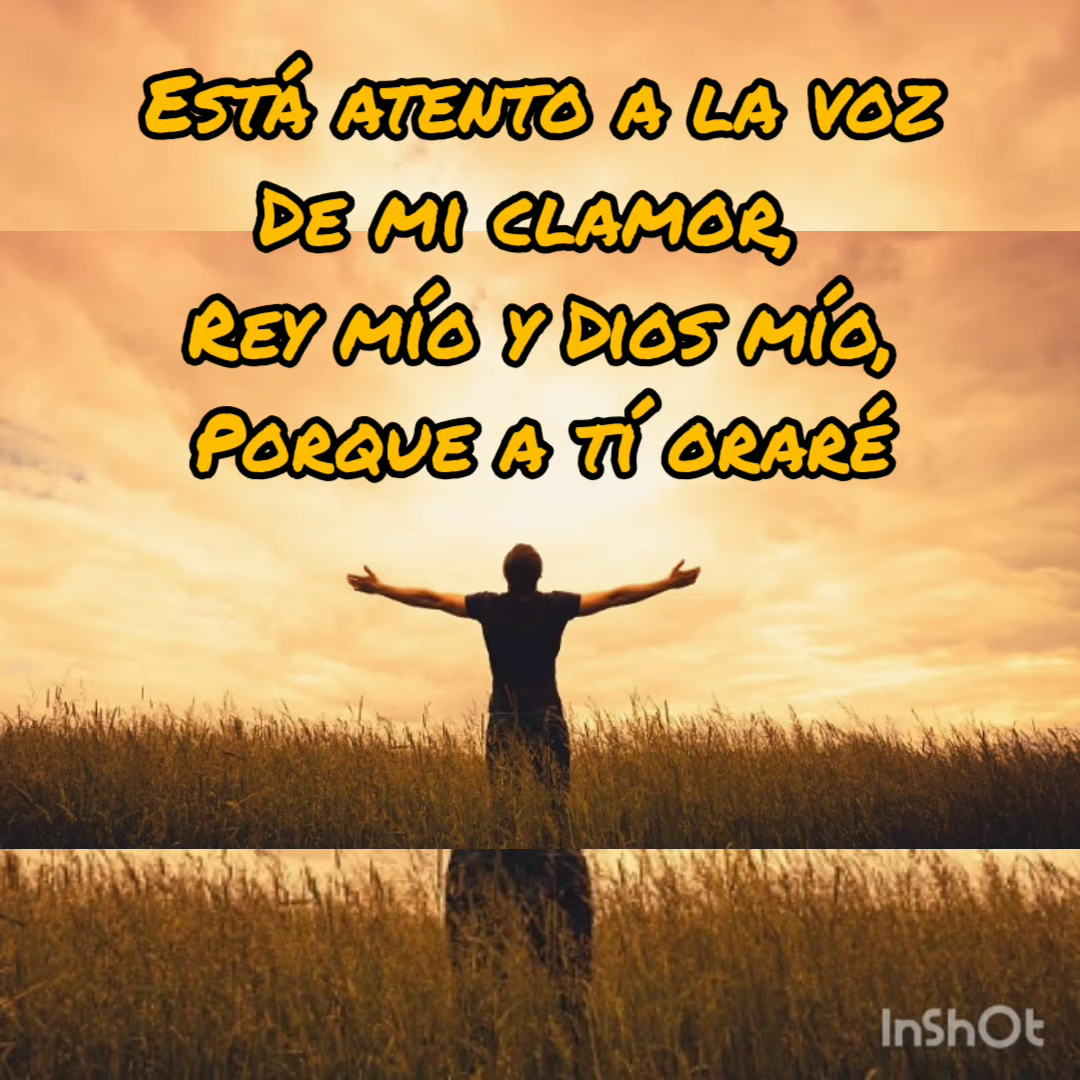 Está atento a la voz
De mi clamor,
Rey mío y Dios mío,
Porque a tí oraré
InShOt